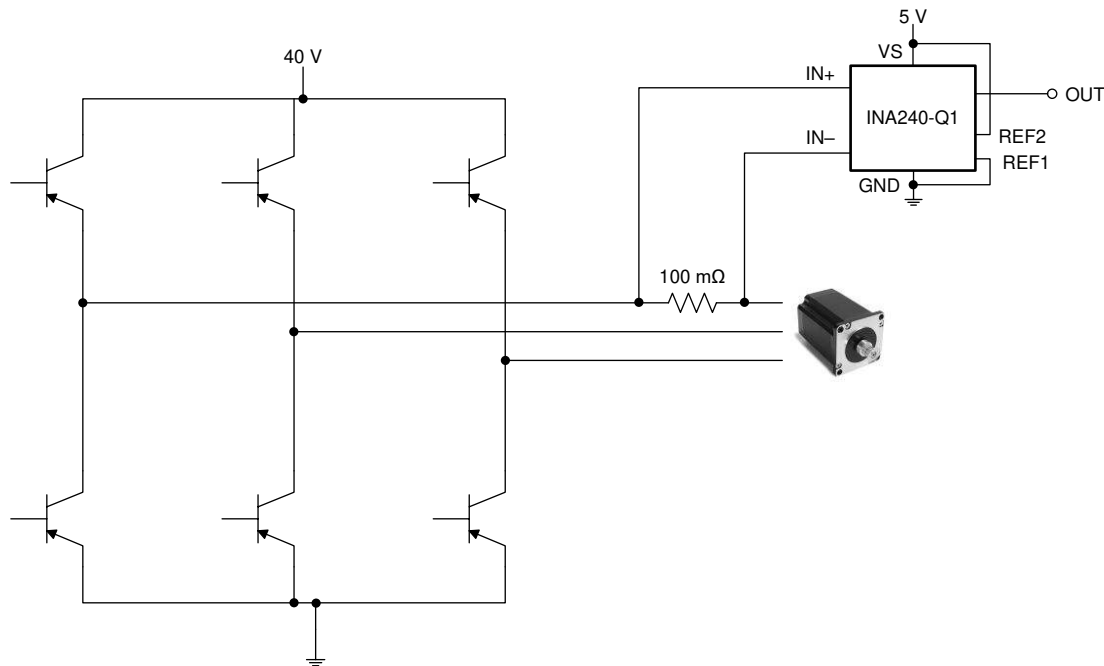 5 V
VS
40 V
IN+
INA240-Q1
OUT
IN–
REF2
REF1
GND
100 mΩ